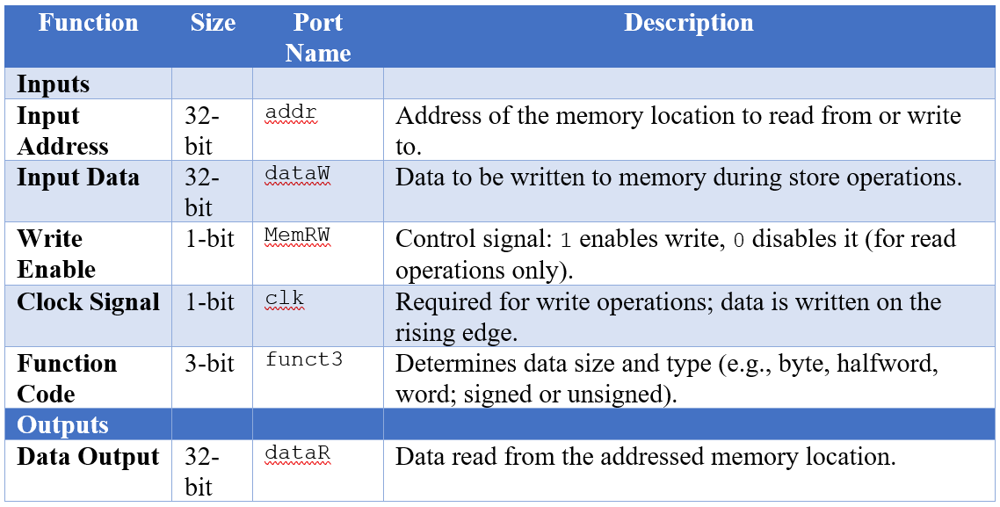 Function Size Port Description
Name
Inputs
Input 32- addr Address of the memory location to read from or write
Address bit to.
Input Data 32- dataW Data to be written to memory during store operations.
bit
Write 1-bit MemRW Control signal: 1 enables write, 0 disables it (for read
Enable operations only).
Clock Signal 1-bit clk Required for write operations; data is written on the
rising edge.
Function 3-bit funct3 Determines data size and type (e.g., byte, halfword,
Code word; signed or unsigned).
Outputs
Data Output 32- dataR Data read from the addressed memory location.
bit